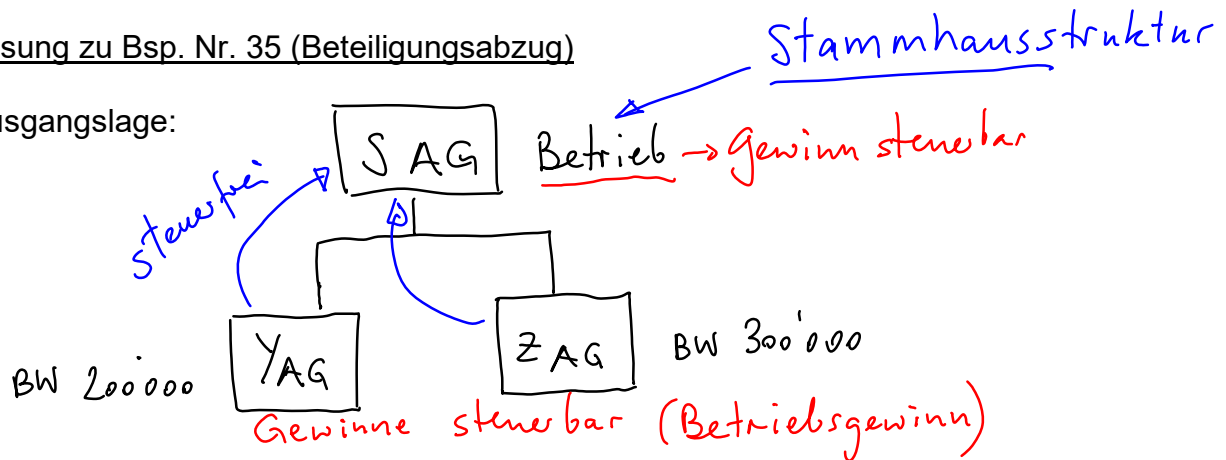 sung zu Bsp. Nr. 35 (Beteiligungsabzug)
Stammhausstruktur
usgangslage:
S AG
Betrieb → Gewinn steuerbar
steuerfrei
BW 200'000
Y AG
Z AG
BW 300'000
Gewinne steuerbar (Betriebsgewinn)